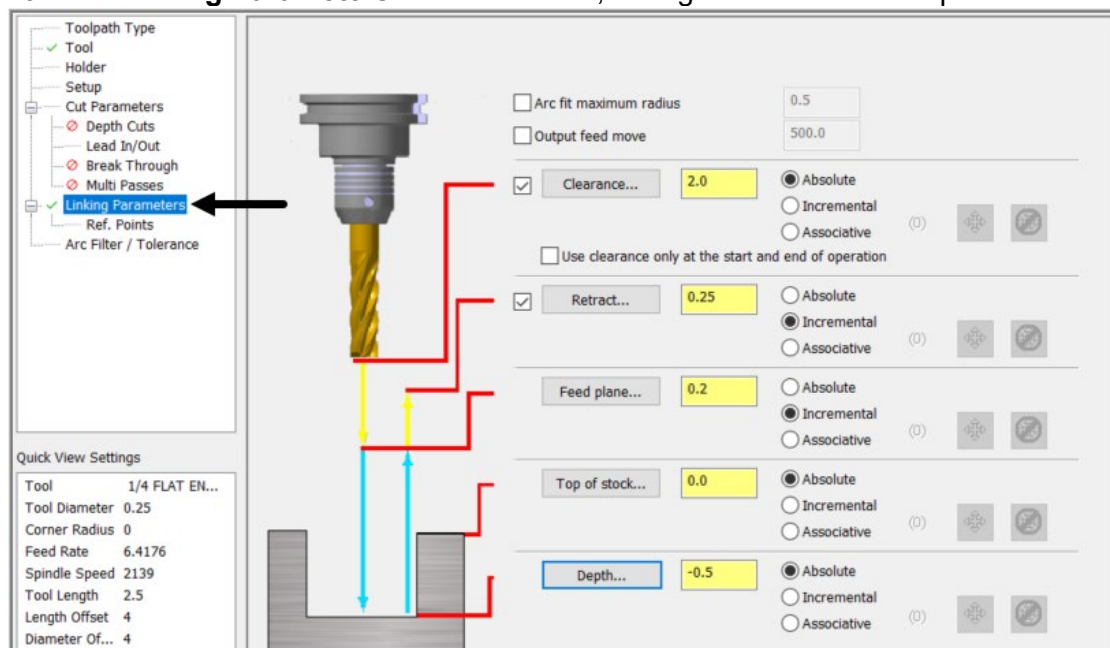 Toolpath Type
Tool
Holder
Setup
Cut Parameters
Depth Cuts
Lead In/Out
Break Through
Multi Passes
Linking Parameters
Ref. Points
Arc Filter / Tolerance
Quick View Settings
Tool 1/4 FLAT EN...
Tool Diameter 0.25
Corner Radius 0
Feed Rate 6.4176
Spindle Speed 2139
Tool Length 2.5
Length Offset 4
Diameter Of... 4
Arc fit maximum radius 0.5
Output feed move 500.0
Clearance... 2.0 Absolute
Incremental
Associative (0)
Use clearance only at the start and end of operation
Retract... 0.25 Absolute
Incremental
Associative (0)
Feed plane... 0.2 Absolute
Incremental
Associative (0)
Top of stock... 0.0 Absolute
Incremental
Associative (0)
Depth... -0.5 Absolute
Incremental
Associative (0)